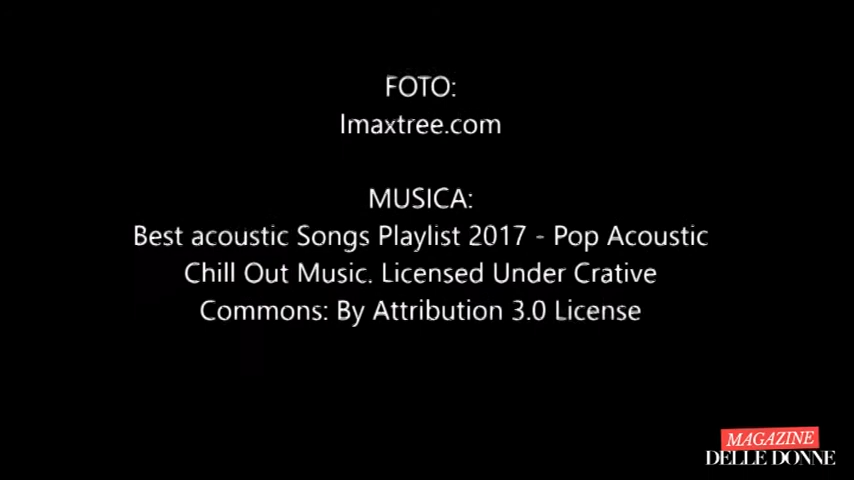 FOTO:
Imaxtree.com
MUSICA:
Best acoustic Songs Playlist 2017 - Pop Acoustic
Chill Out Music. Licensed Under Crative
Commons: By Attribution 3.0 License
MAGAZINE
DELLE DONNE